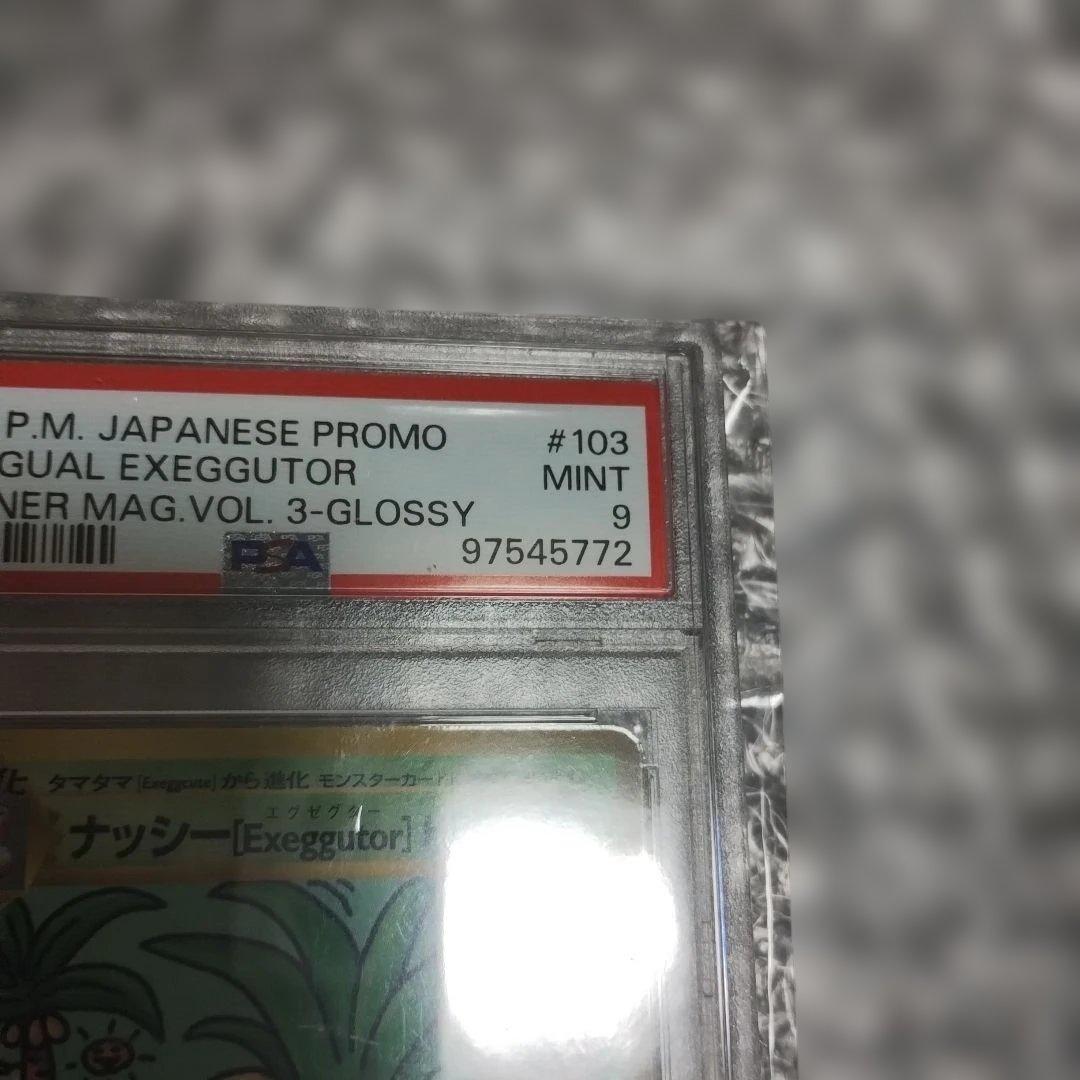 P.M. JAPANESE PROMO #103
GUAL EXEGGUTOR MINT
NER MAG.VOL. 3-GLOSSY 9
PSA 97545772
タマタマ[Exeggcute]から進化 モンスターカード
エグゼグター
ナッシー[Exeggutor]